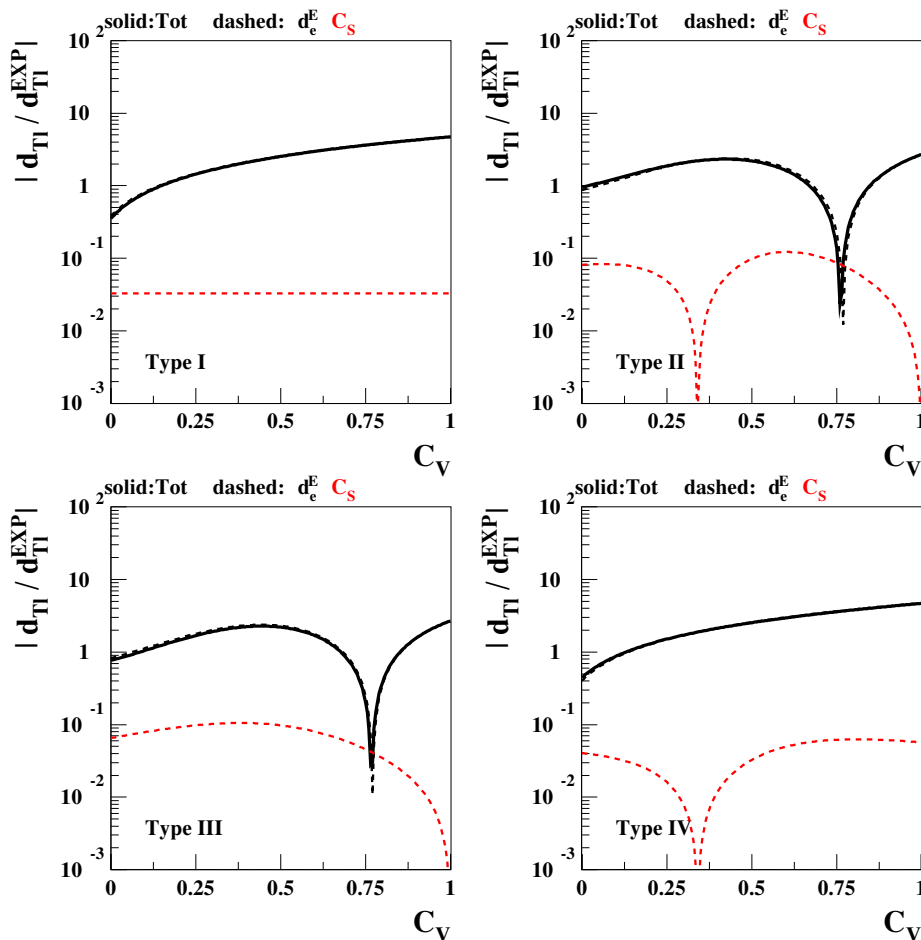 solid:Tot dashed: d_e^E C_S
| d_Tl / d_Tl^EXP |
10^2
10
1
10^-1
10^-2
10^-3
Type I
0 0.25 0.5 0.75 1
C_V
solid:Tot dashed: d_e^E C_S
| d_Tl / d_Tl^EXP |
10^2
10
1
10^-1
10^-2
10^-3
Type II
0 0.25 0.5 0.75 1
C_V
solid:Tot dashed: d_e^E C_S
| d_Tl / d_Tl^EXP |
10^2
10
1
10^-1
10^-2
10^-3
Type III
0 0.25 0.5 0.75 1
C_V
solid:Tot dashed: d_e^E C_S
| d_Tl / d_Tl^EXP |
10^2
10
1
10^-1
10^-2
10^-3
Type IV
0 0.25 0.5 0.75 1
C_V